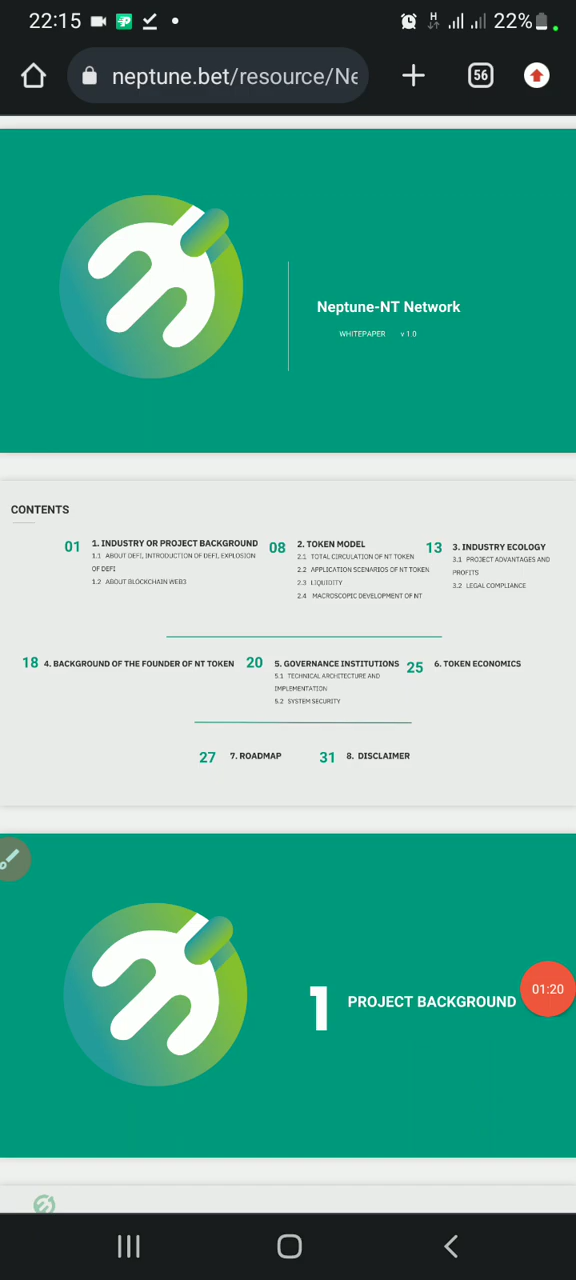 22:15
H
22%
neptune.bet/resource/Ne
56
Neptune-NT Network
WHITEPAPER v 1.0
CONTENTS
01 1. INDUSTRY OR PROJECT BACKGROUND
1.1 ABOUT DEFI, INTRODUCTION OF DEFI, EXPLOSION
OF DEFI
1.2 ABOUT BLOCKCHAIN WEB3
08 2. TOKEN MODEL
2.1 TOTAL CIRCULATION OF NT TOKEN
2.2 APPLICATION SCENARIOS OF NT TOKEN
2.3 LIQUIDITY
2.4 MACROSCOPIC DEVELOPMENT OF NT
13 3. INDUSTRY ECOLOGY
3.1 PROJECT ADVANTAGES AND
PROFITS
3.2 LEGAL COMPLIANCE
18 4. BACKGROUND OF THE FOUNDER OF NT TOKEN
20 5. GOVERNANCE INSTITUTIONS
5.1 TECHNICAL ARCHITECTURE AND
IMPLEMENTATION
5.2 SYSTEM SECURITY
25 6. TOKEN ECONOMICS
27 7. ROADMAP
31 8. DISCLAIMER
1 PROJECT BACKGROUND
01:20